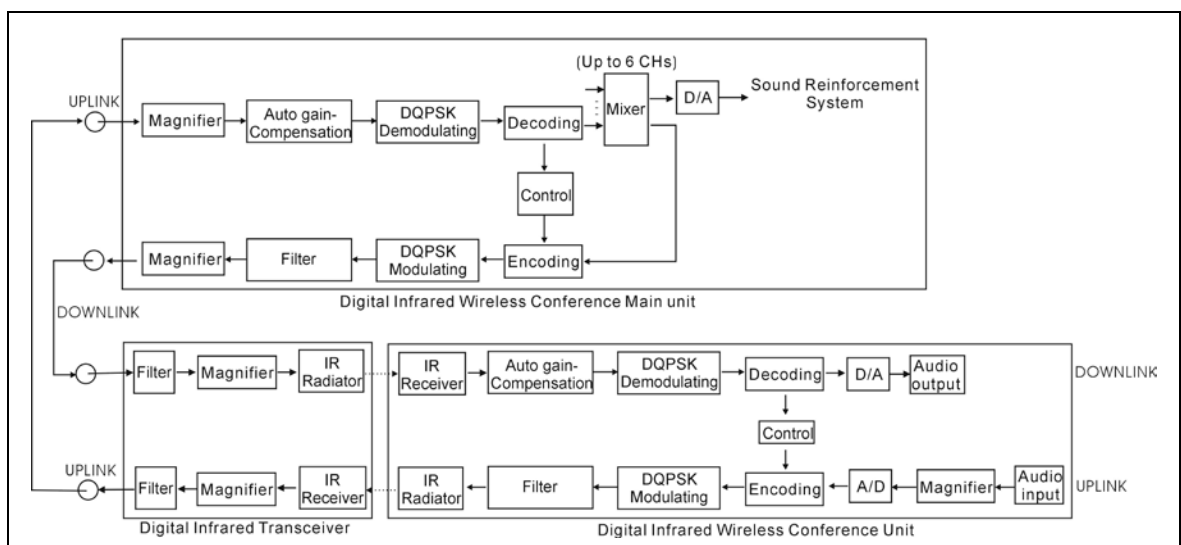 (Up to 6 CHs)
UPLINK
Magnifier
Auto gain-
Compensation
DQPSK
Demodulating
Decoding
Mixer
D/A
Sound Reinforcement
System
Control
Magnifier
Filter
DQPSK
Modulating
Encoding
Digital Infrared Wireless Conference Main unit
DOWNLINK
Filter
Magnifier
IR
Radiator
IR
Receiver
Auto gain-
Compensation
DQPSK
Demodulating
Decoding
D/A
Audio
output
DOWNLINK
Control
UPLINK
Filter
Magnifier
IR
Receiver
IR
Radiator
Filter
DQPSK
Modulating
Encoding
A/D
Magnifier
Audio
input
UPLINK
Digital Infrared Transceiver
Digital Infrared Wireless Conference Unit